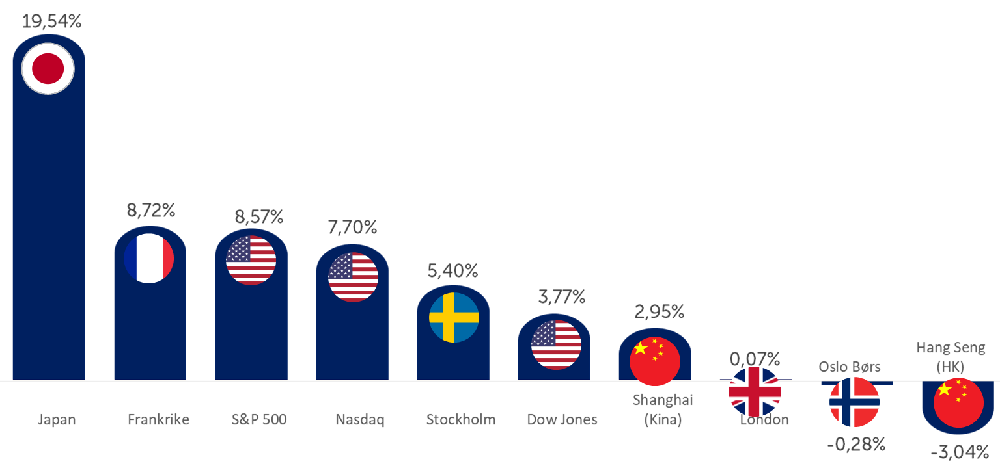 19,54%
8,72%
8,57%
7,70%
5,40%
3,77%
2,95%
0,07%
Oslo Børs
Hang Seng
(HK)
Japan
Frankrike
S&P 500
Nasdaq
Stockholm
Dow Jones
Shanghai
(Kina)
London
-0,28%
-3,04%